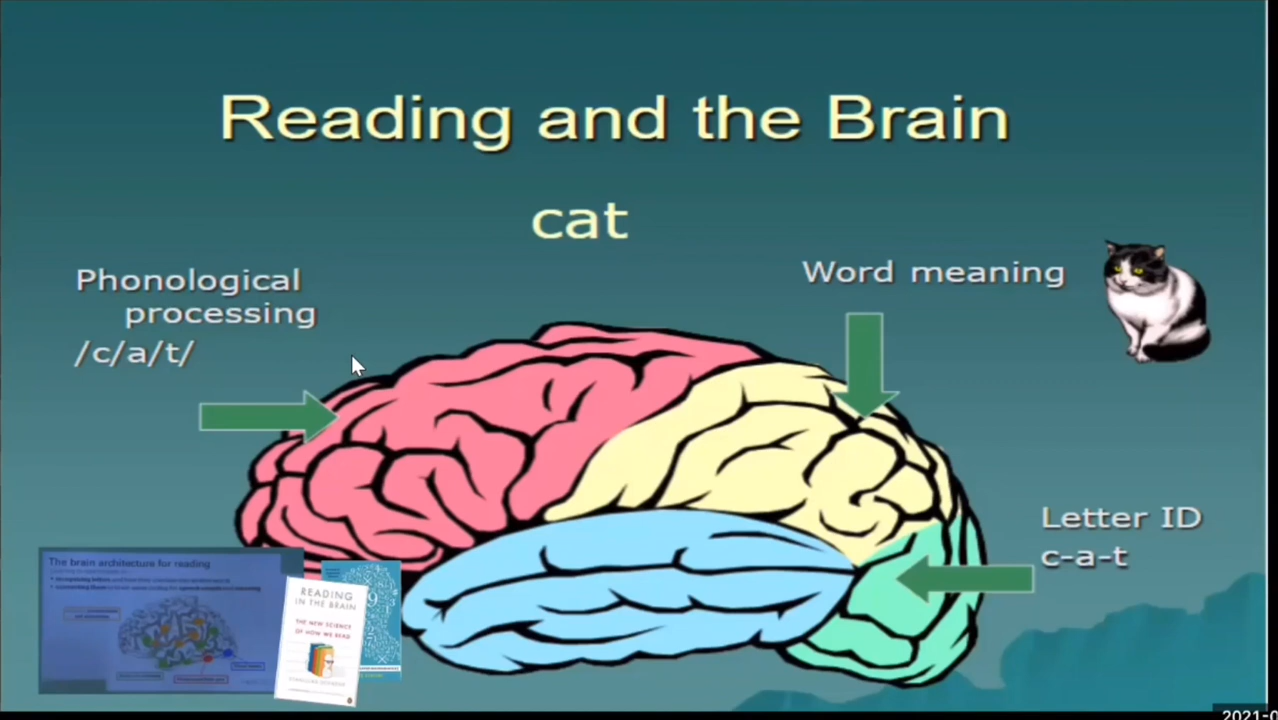 Reading and the Brain
cat
Phonological
processing
/c/a/t/
Word meaning
Letter ID
c-a-t
The brain architecture for reading
READING
IN THE BRAIN
THE NEW SCIENCE
OF HOW WE READ